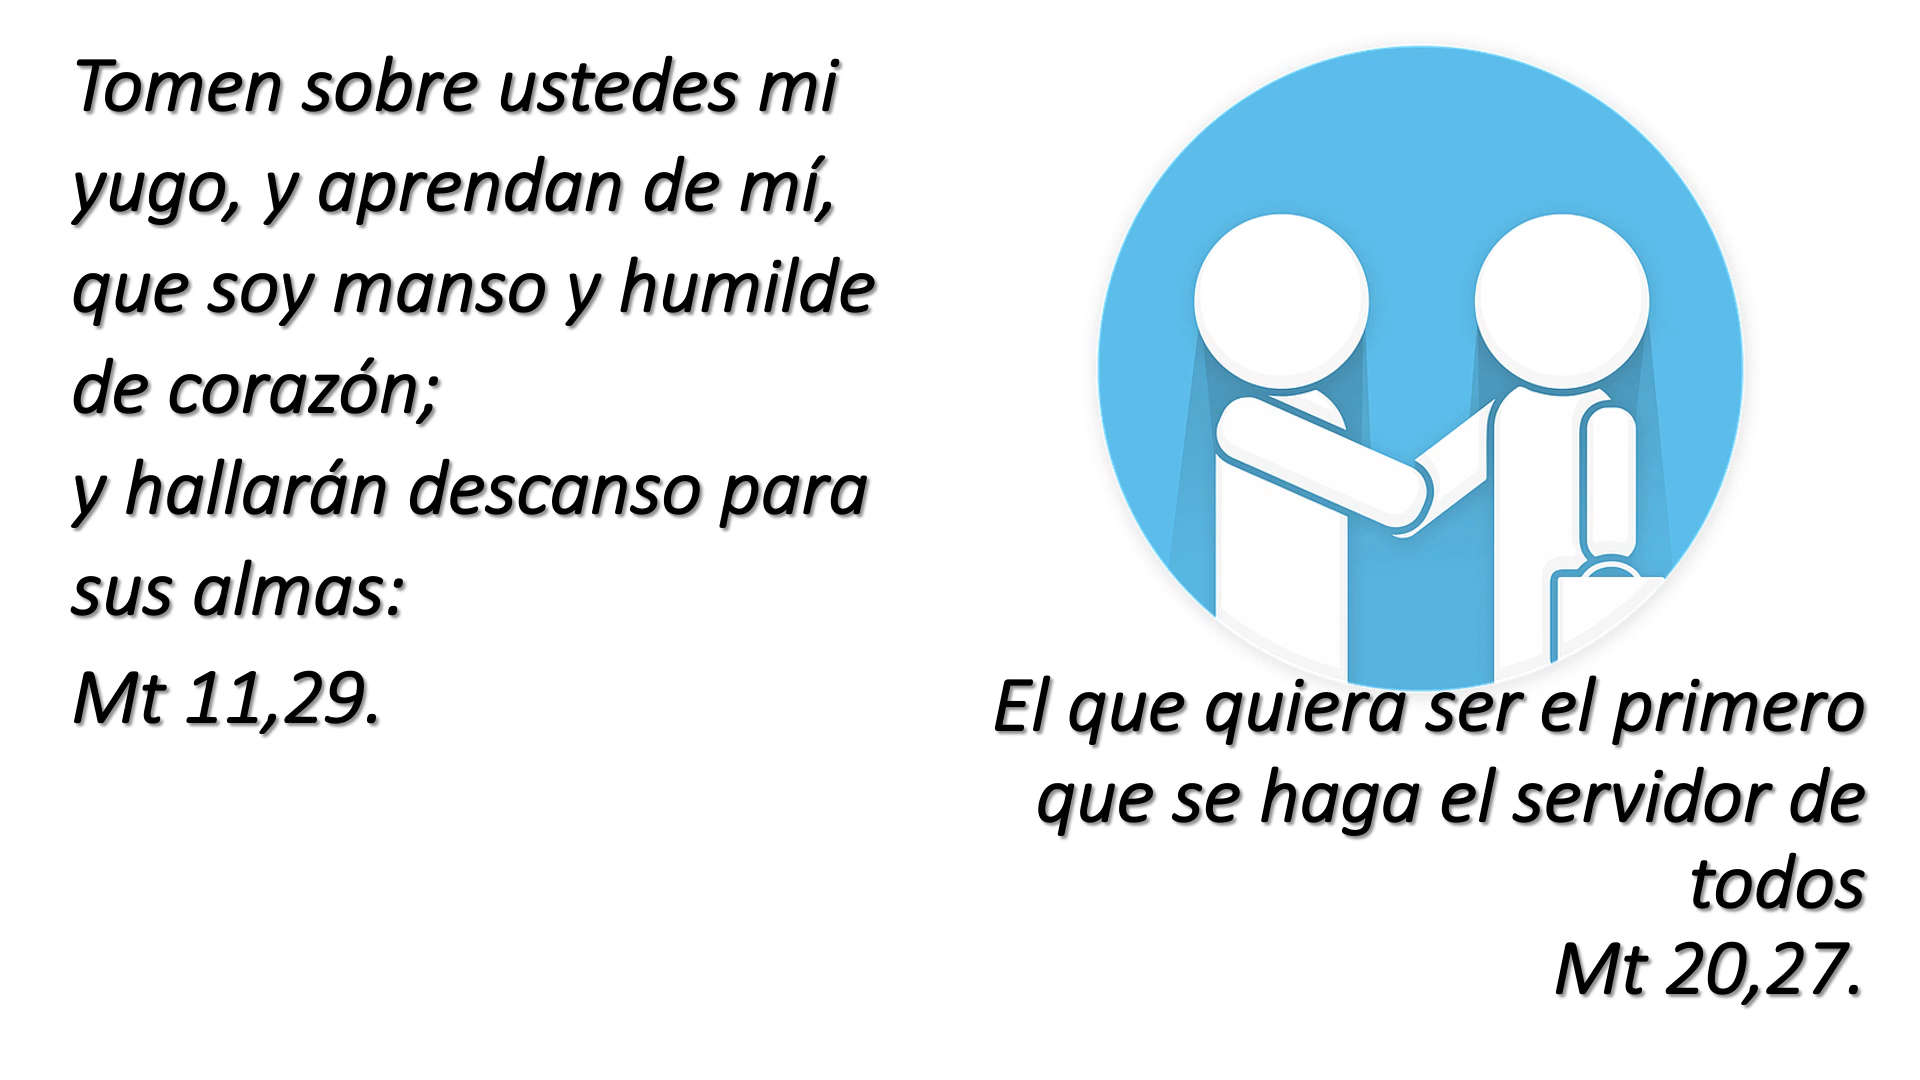 Tomen sobre ustedes mi
yugo, y aprendan de mí,
que soy manso y humilde
de corazón;
y hallarán descanso para
sus almas:
Mt 11,29.
El que quiera ser el primero
que se haga el servidor de
todos
Mt 20,27.